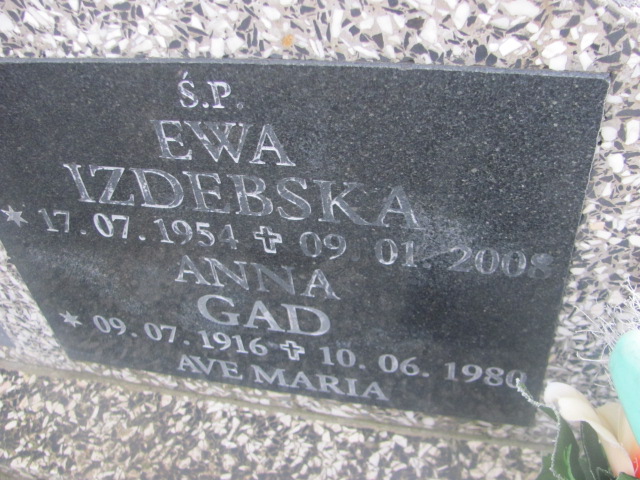 Ś.P.
EWA
IZDEBSKA
* 17.07.1954 ✝ 09.01.2008
ANNA
GAD
* 09.07.1916 ✝ 10.06.1980
AVE MARIA